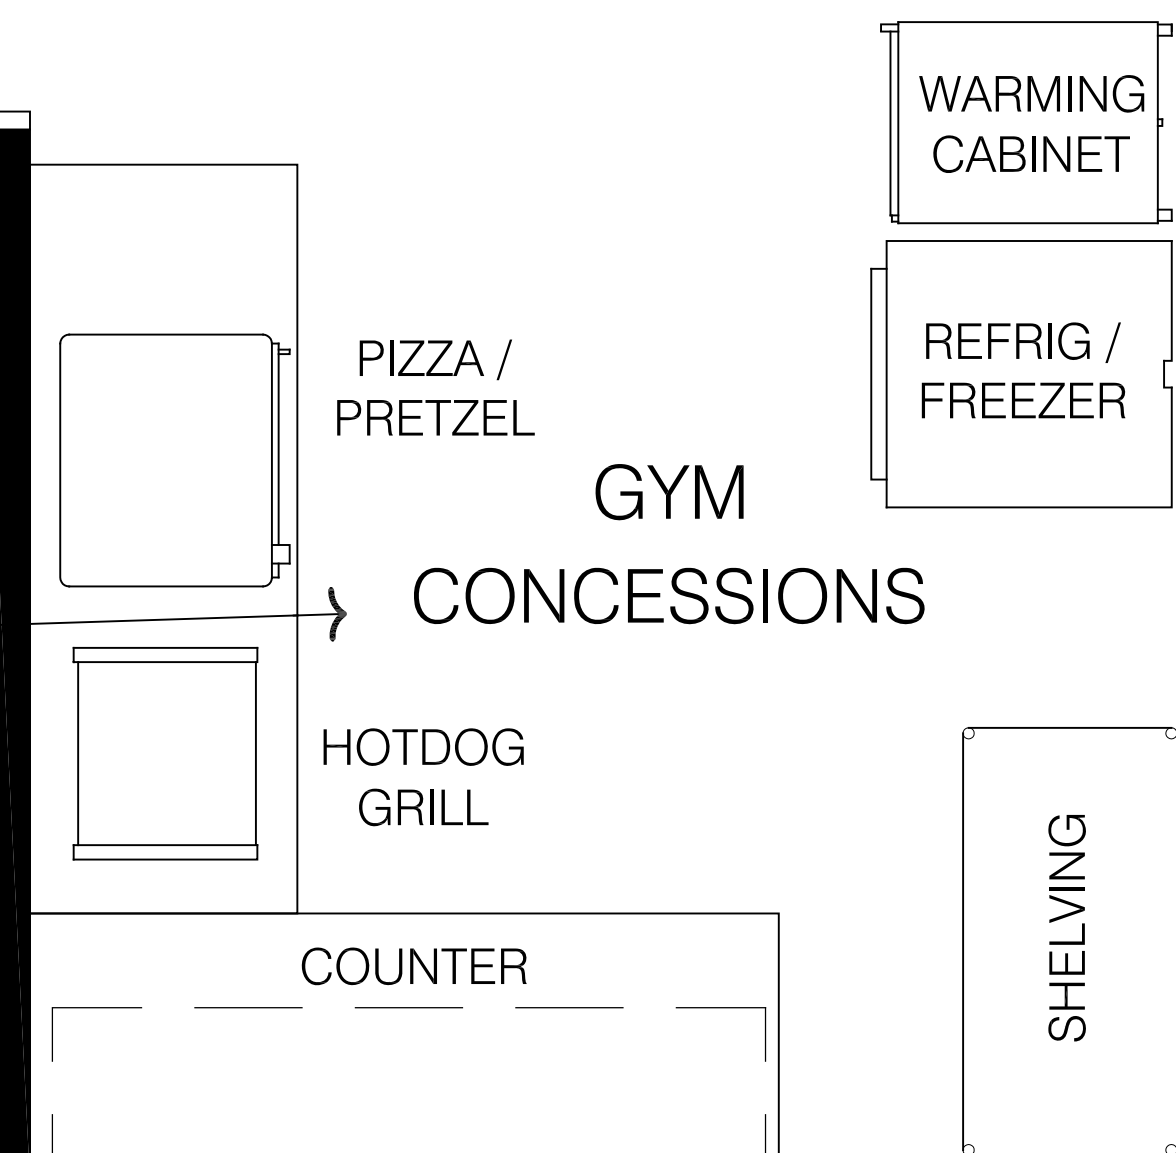 WARMING
CABINET
REFRIG /
FREEZER
PIZZA /
PRETZEL
GYM
CONCESSIONS
HOTDOG
GRILL
SHELVING
COUNTER